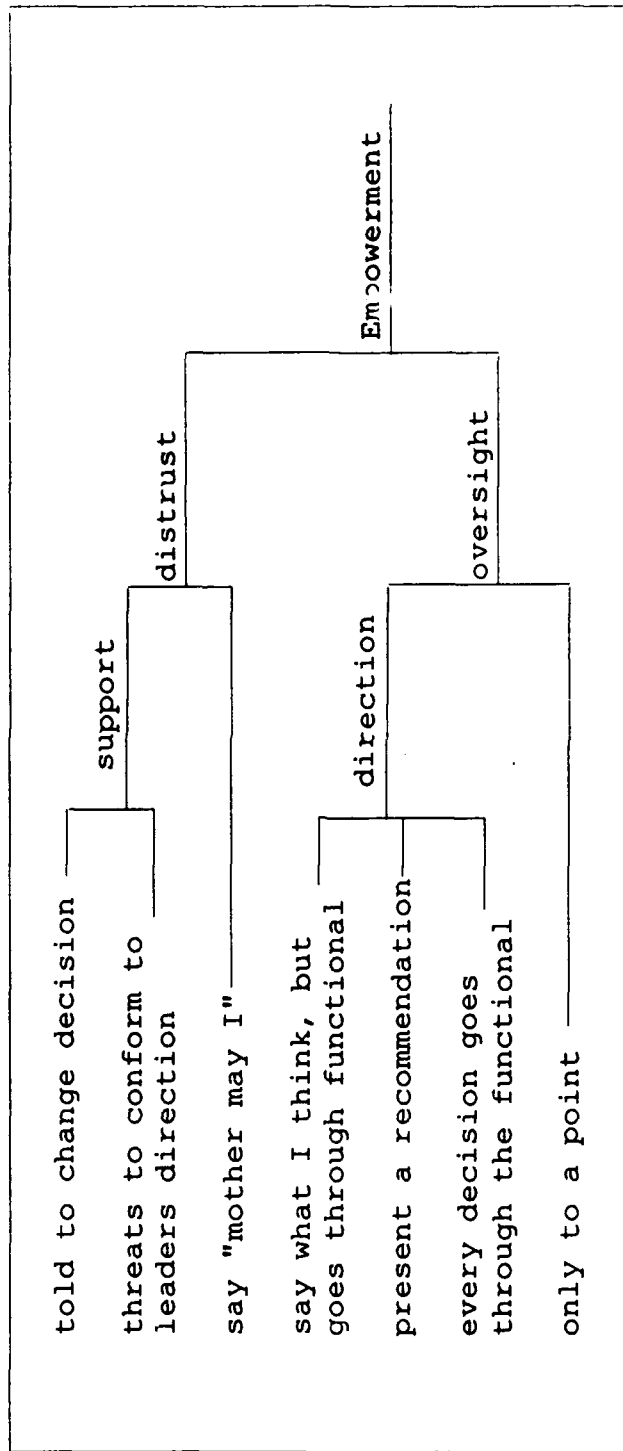 told to change decision
threats to conform to
leaders direction
say "mother may I"
say what I think, but
goes through functional
present a recommendation
every decision goes
through the functional
only to a point
support
direction
distrust
oversight
Empowerment